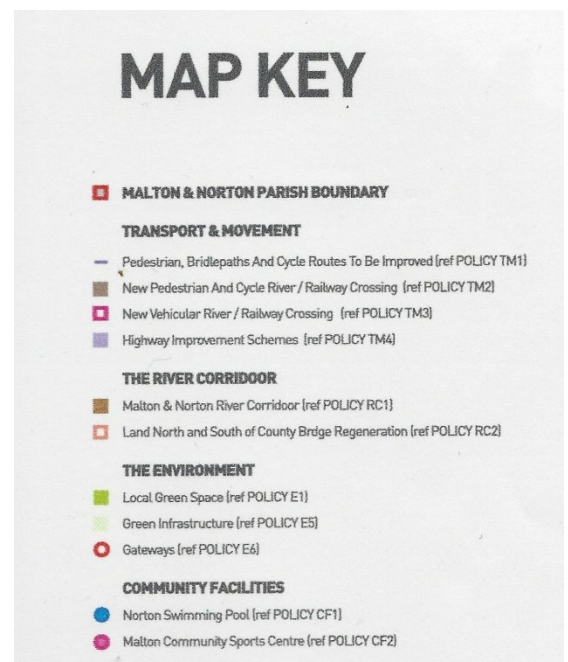 MAP KEY
MALTON & NORTON PARISH BOUNDARY
TRANSPORT & MOVEMENT
Pedestrian, Bridlepaths And Cycle Routes To Be Improved (ref POLICY TM1)
New Pedestrian And Cycle River / Railway Crossing (ref POLICY TM2)
New Vehicular River / Railway Crossing (ref POLICY TM3)
Highway Improvement Schemes (ref POLICY TM4)
THE RIVER CORRIDOOR
Malton & Norton River Corridoor (ref POLICY RC1)
Land North and South of County Brdge Regeneration (ref POLICY RC2)
THE ENVIRONMENT
Local Green Space (ref POLICY E1)
Green Infrastructure (ref POLICY E5)
Gateways (ref POLICY E6)
COMMUNITY FACILITIES
Norton Swimming Pool (ref POLICY CF1)
Malton Community Sports Centre (ref POLICY CF2)